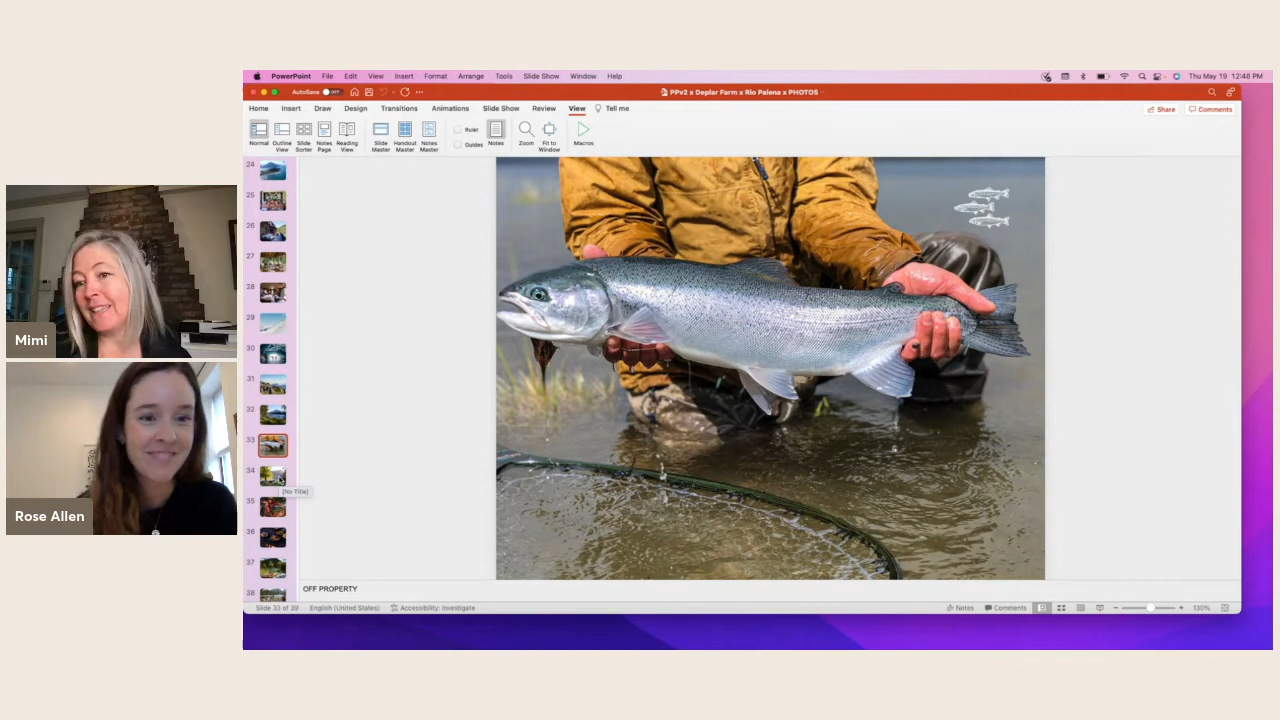 PowerPoint File Edit View Insert Format Arrange Tools Slide Show Window Help Thu May 19 12:48 PM
AutoSave OFF ... PPv2 x Deplar Farm x Rio Palena x PHOTOS
Home Insert Draw Design Transitions Animations Slide Show Review View Tell me Share Comments
Normal Outline View Slide Sorter Notes Page Reading View Slide Master Handout Master Notes Master Ruler Guides Notes Zoom Fit to Window Macros
24
25
26
27
28
29
30
31
32
33
34
(No Title)
35
36
37
38
Mimi
Rose Allen
OFF PROPERTY
Slide 33 of 39 English (United States) Accessibility: Investigate Notes Comments 130%